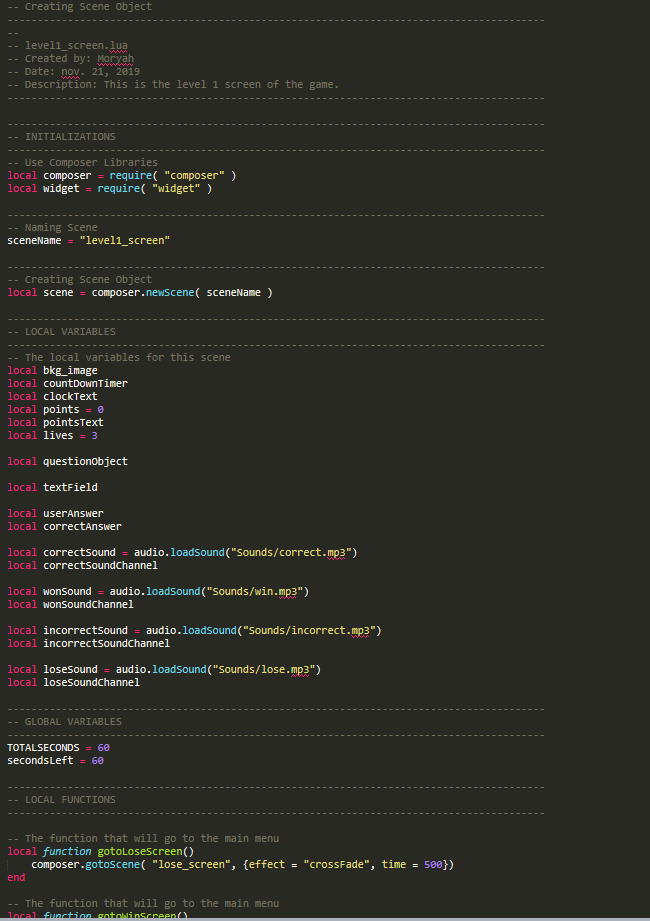 -- Creating Scene Object
-----------------------------------------------------------------------------------------
--
-- level1_screen.lua
-- Created by: Moryah
-- Date: nov. 21, 2019
-- Description: This is the level 1 screen of the game.
-----------------------------------------------------------------------------------------
-----------------------------------------------------------------------------------------
-- INITIALIZATIONS
-----------------------------------------------------------------------------------------
-- Use Composer Libraries
local composer = require( "composer" )
local widget = require( "widget" )
-----------------------------------------------------------------------------------------
-- Naming Scene
sceneName = "level1_screen"
-----------------------------------------------------------------------------------------
-- Creating Scene Object
local scene = composer.newScene( sceneName )
-----------------------------------------------------------------------------------------
-- LOCAL VARIABLES
-----------------------------------------------------------------------------------------
-- The local variables for this scene
local bkg_image
local countDownTimer
local clockText
local points = 0
local pointsText
local lives = 3
local questionObject
local textField
local userAnswer
local correctAnswer
local correctSound = audio.loadSound("Sounds/correct.mp3")
local correctSoundChannel
local wonSound = audio.loadSound("Sounds/win.mp3")
local wonSoundChannel
local incorrectSound = audio.loadSound("Sounds/incorrect.mp3")
local incorrectSoundChannel
local loseSound = audio.loadSound("Sounds/lose.mp3")
local loseSoundChannel
-----------------------------------------------------------------------------------------
-- GLOBAL VARIABLES
-----------------------------------------------------------------------------------------
TOTALSECONDS = 60
secondsLeft = 60
-----------------------------------------------------------------------------------------
-- LOCAL FUNCTIONS
-----------------------------------------------------------------------------------------
-- The function that will go to the main menu
local function gotoLoseScreen()
    composer.gotoScene( "lose_screen", {effect = "crossFade", time = 500})
end
-- The function that will go to the main menu
local function gotoWinScreen()